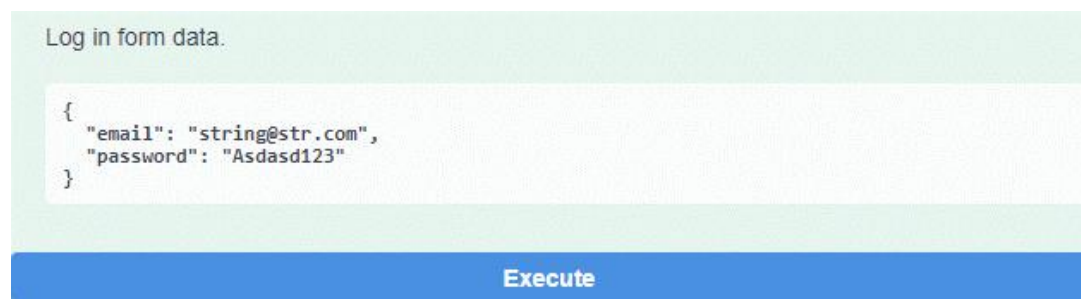 Log in form data.
{
"email": "string@str.com",
"password": "Asdasd123"
}
Execute